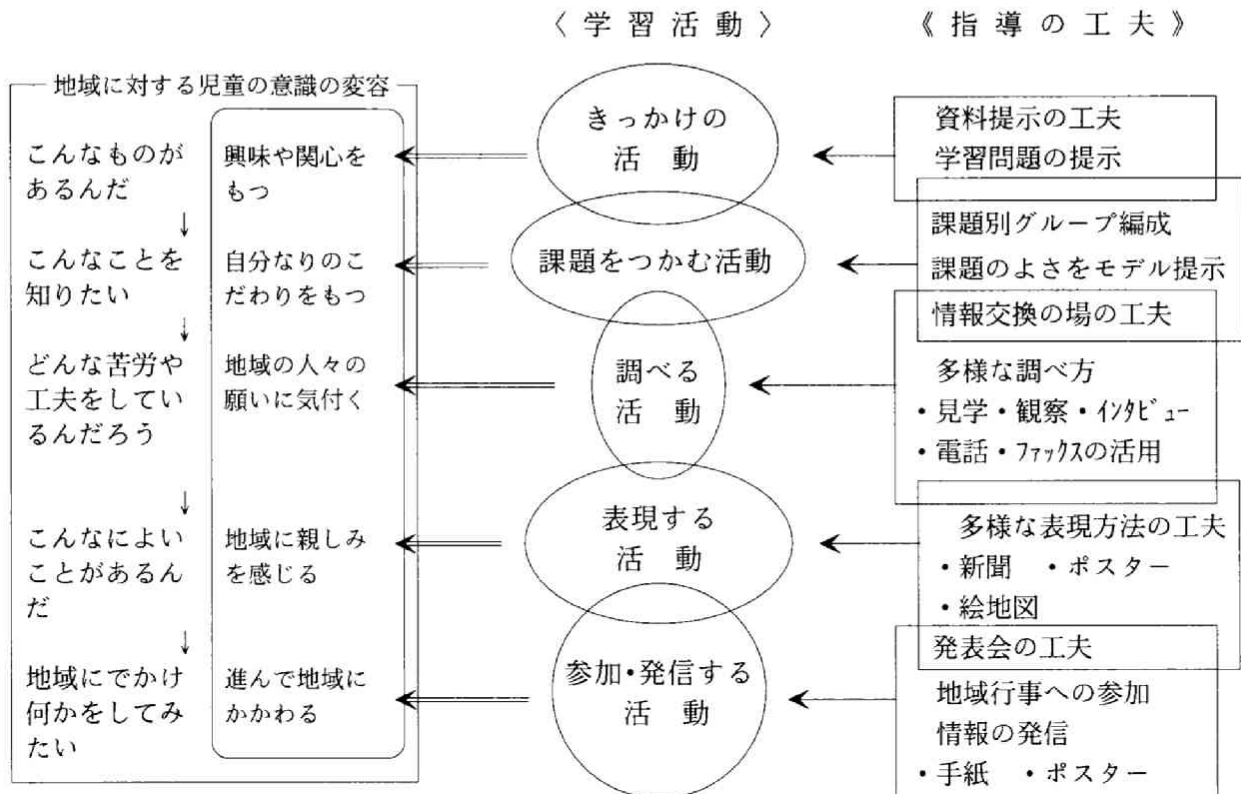 〈 学 習 活 動 〉
《 指 導 の 工 夫 》
地域に対する児童の意識の変容
こんなものが
あるんだ
↓
こんなことを
知りたい
↓
どんな苦労や
工夫をしてい
るんだろう
↓
こんなによい
ことがあるん
だ
↓
地域にでかけ
何かをしてみ
たい
興味や関心を
もつ
自分なりのこ
だわりをもつ
地域の人々の
願いに気付く
地域に親しみ
を感じる
進んで地域に
かかわる
きっかけの
活 動
課題をつかむ活動
調べる
活 動
表現する
活 動
参加・発信する
活 動
資料提示の工夫
学習問題の提示
課題別グループ編成
課題のよさをモデル提示
情報交換の場の工夫
多様な調べ方
・見学・観察・インタビュー
・電話・ファックスの活用
多様な表現方法の工夫
・新聞 ・ポスター
・絵地図
発表会の工夫
地域行事への参加
情報の発信
・手紙 ・ポスター